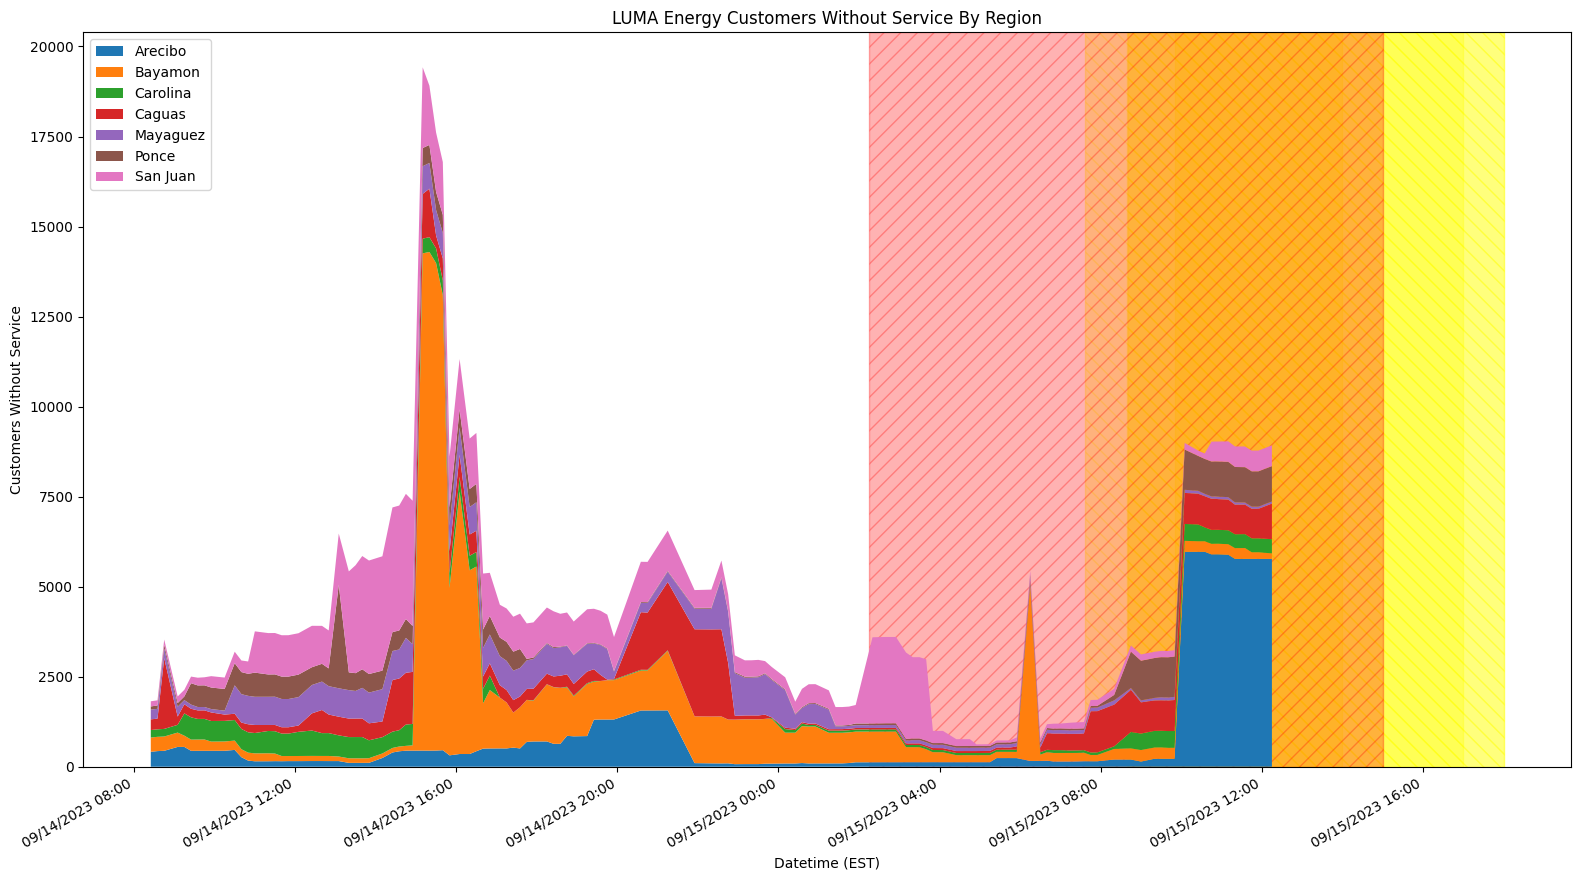 LUMA Energy Customers Without Service By Region
20000
17500
15000
12500
10000
7500
5000
2500
0
Customers Without Service
Arecibo
Bayamon
Carolina
Caguas
Mayaguez
Ponce
San Juan
09/14/2023 08:00
09/14/2023 12:00
09/14/2023 16:00
09/14/2023 20:00
09/15/2023 00:00
09/15/2023 04:00
09/15/2023 08:00
09/15/2023 12:00
09/15/2023 16:00
Datetime (EST)